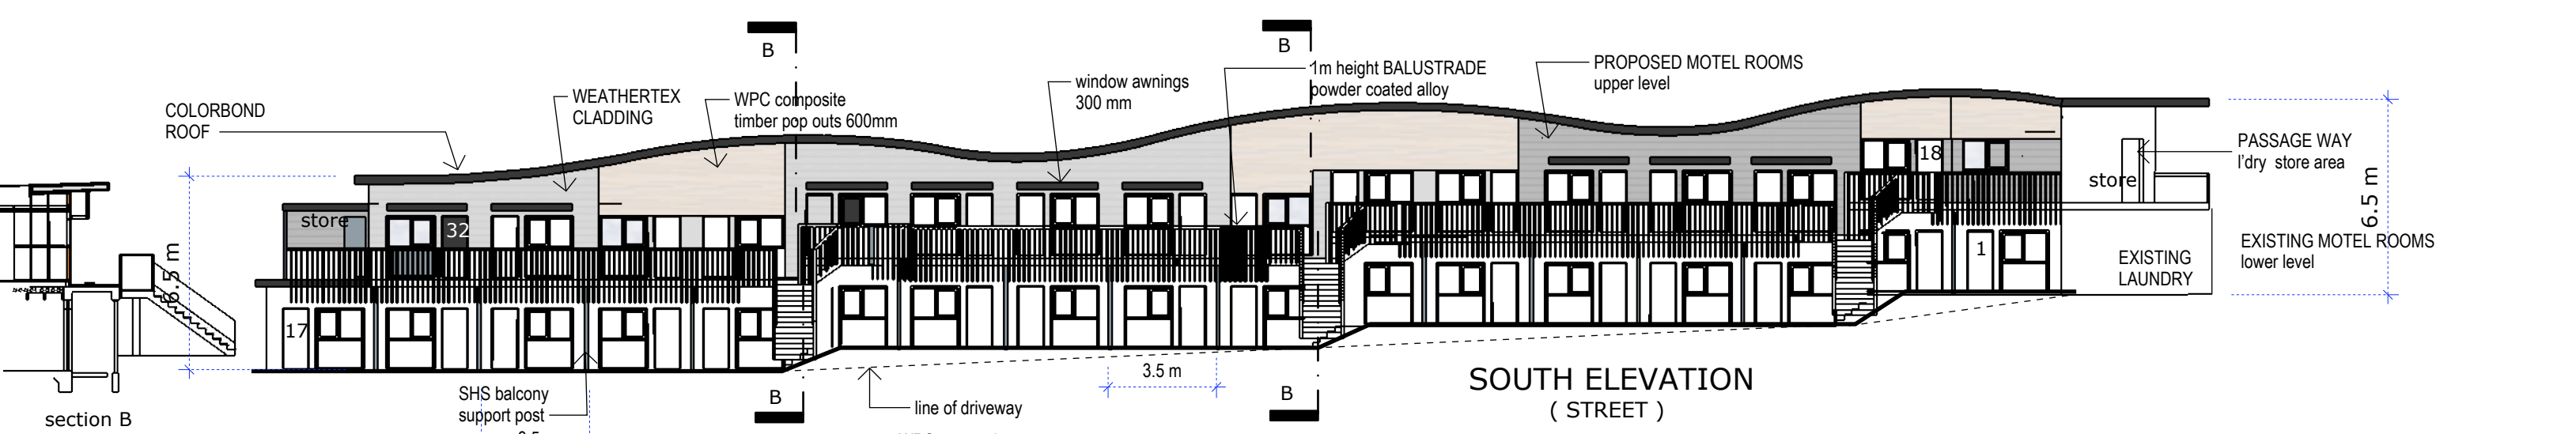 B
B
COLORBOND
ROOF
WEATHERTEX
CLADDING
WPC composite
timber pop outs 600mm
window awnings
300 mm
1m height BALUSTRADE
powder coated alloy
PROPOSED MOTEL ROOMS
upper level
PASSAGE WAY
l'dry store area
store
32
18
store
6.5 m
6.5 m
17
1
EXISTING
LAUNDRY
EXISTING MOTEL ROOMS
lower level
section B
SHS balcony
support post
B
line of driveway
3.5 m
B
SOUTH ELEVATION
( STREET )